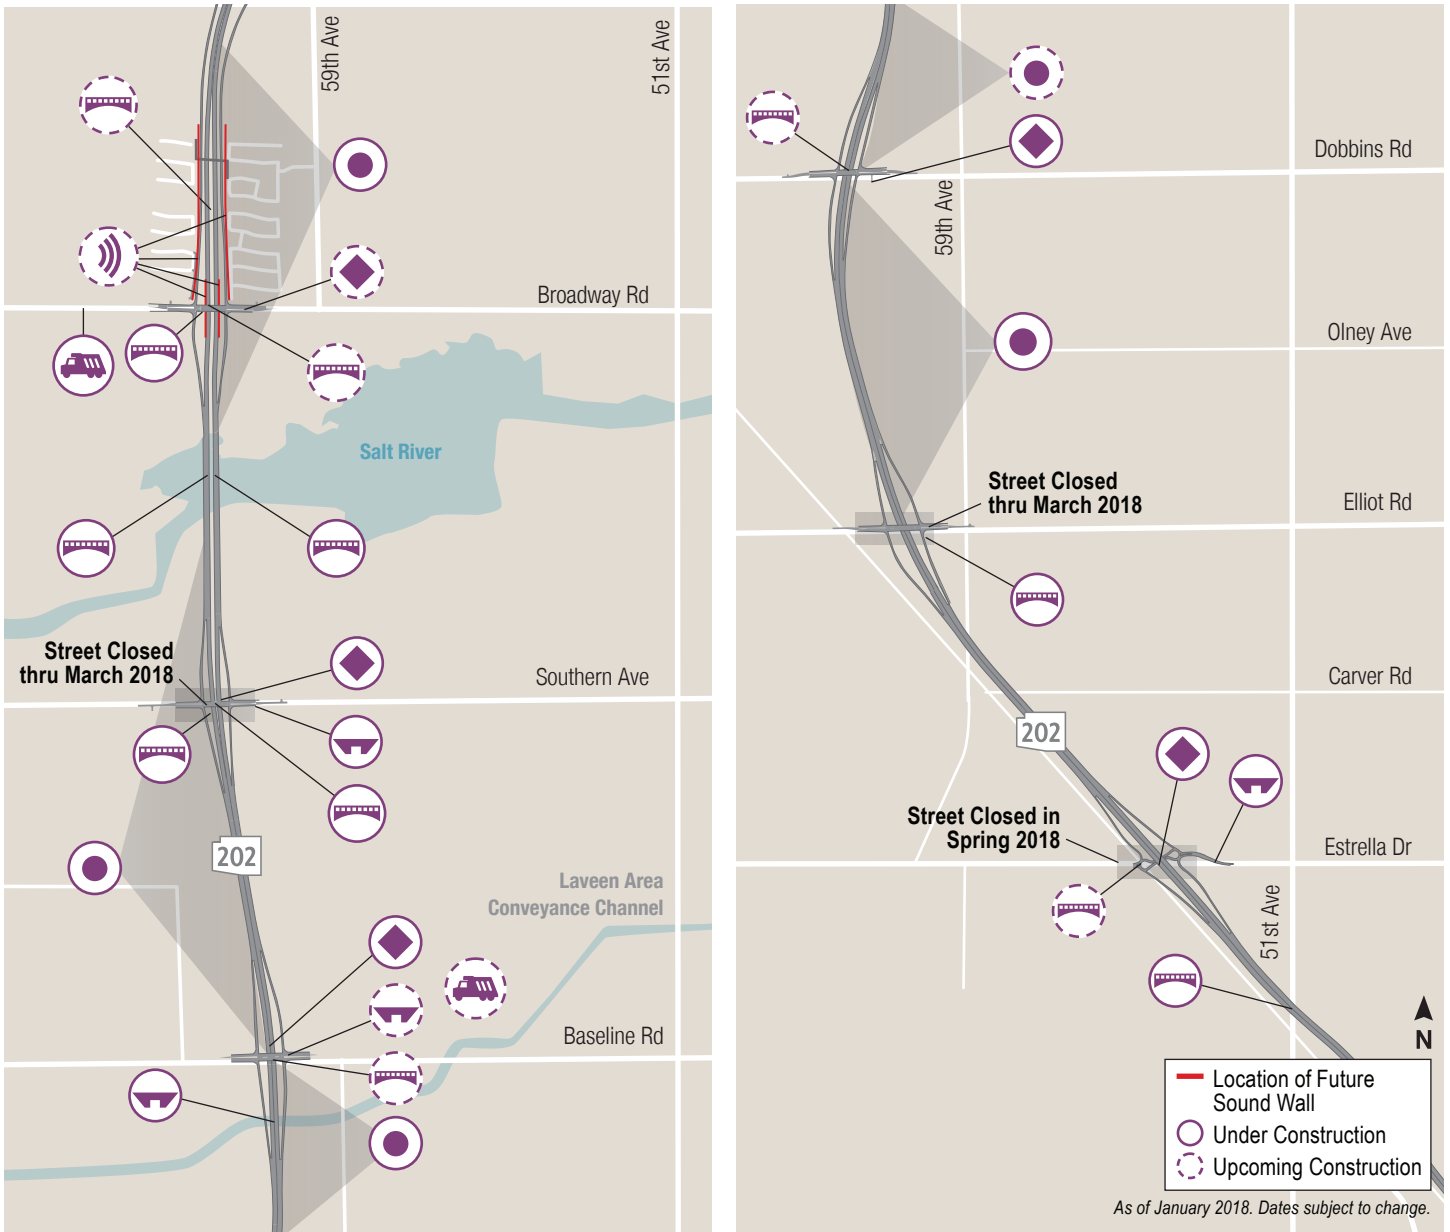 59th Ave
51st Ave
Broadway Rd
Salt River
Street Closed
thru March 2018
Southern Ave
202
Laveen Area
Conveyance Channel
Baseline Rd
Dobbins Rd
59th Ave
Olney Ave
Street Closed
thru March 2018
Elliot Rd
Carver Rd
202
Street Closed in
Spring 2018
Estrella Dr
51st Ave
N
Location of Future
Sound Wall
Under Construction
Upcoming Construction
As of January 2018. Dates subject to change.